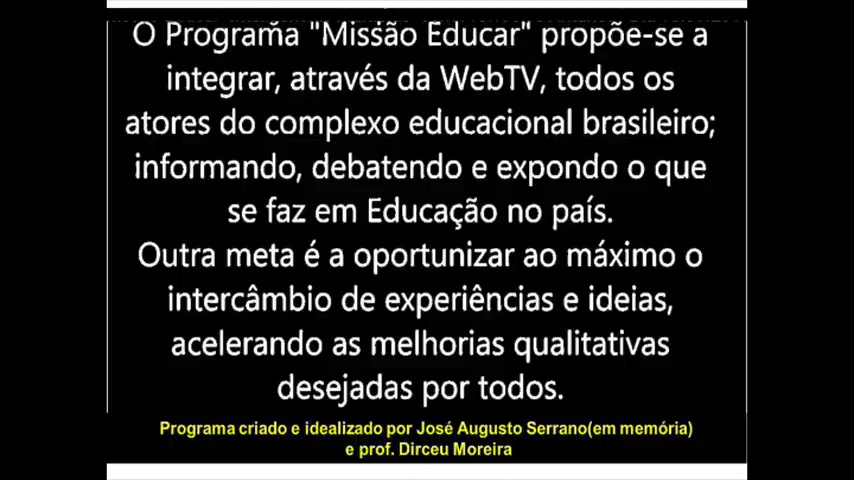 O Programa "Missão Educar" propõe-se a
integrar, através da WebTV, todos os
atores do complexo educacional brasileiro;
informando, debatendo e expondo o que
se faz em Educação no país.
Outra meta é a oportunizar ao máximo o
intercâmbio de experiências e ideias,
acelerando as melhorias qualitativas
desejadas por todos.
Programa criado e idealizado por José Augusto Serrano(em memória)
e prof. Dirceu Moreira